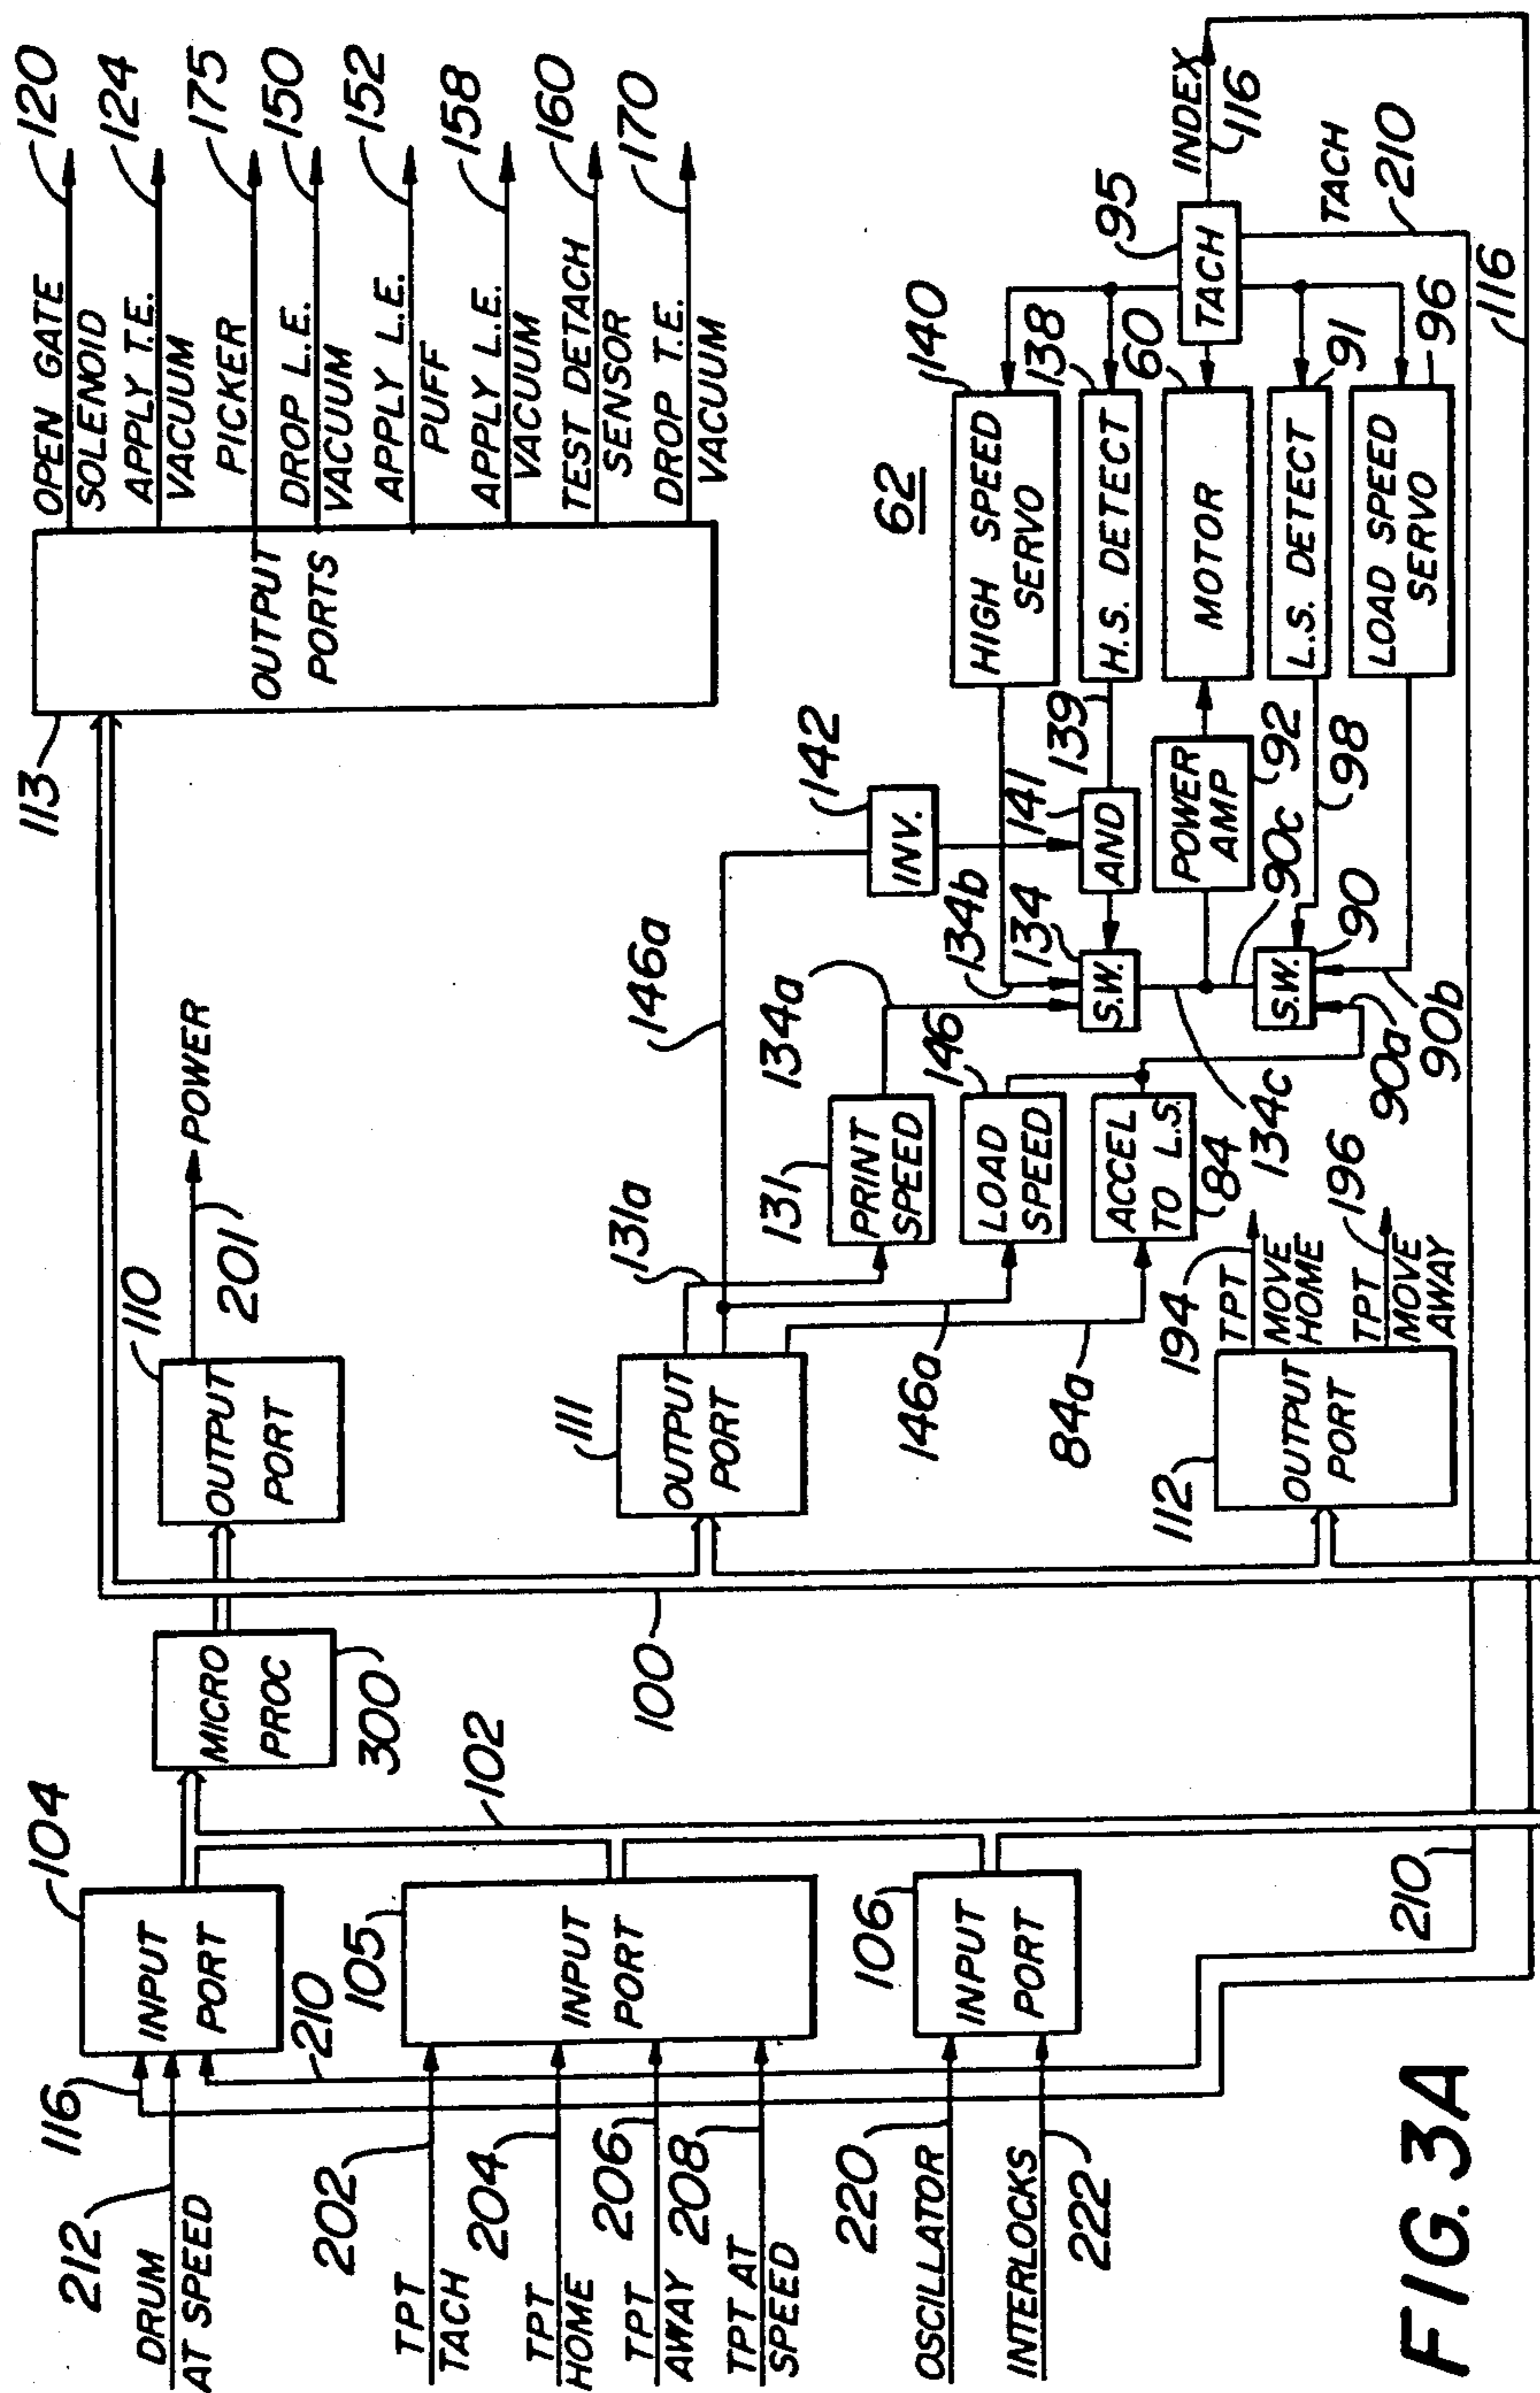 212
DRUM
AT SPEED
116
104
INPUT
PORT
210
202
TPT
TACH
204
TPT
HOME
206
TPT
AWAY
208
TPT AT
SPEED
105
INPUT
PORT
220
OSCILLATOR
INTERLOCKS
222
106
INPUT
PORT
210
102
MICRO
PROC
300
100
110
OUTPUT
PORT
201
POWER
111
OUTPUT
PORT
131a
146a
146a
84a
112
OUTPUT
PORT
194
TPT
MOVE
HOME
196
TPT
MOVE
AWAY
131
PRINT
SPEED
134a
146
LOAD
SPEED
ACCEL
TO L.S.
84
134c
90a
90b
142
INV.
134b
134
S.W.
141
AND
139
S.W.
90
90c
POWER
AMP
92
98
62
140
HIGH SPEED
SERVO
138
H.S. DETECT
60
MOTOR
L.S. DETECT
91
LOAD SPEED
SERVO
96
95
TACH
INDEX
116
TACH
210
116
113
OUTPUT
PORTS
OPEN GATE
SOLENOID
120
APPLY T.E.
VACUUM
124
PICKER
175
DROP L.E.
VACUUM
150
APPLY L.E.
PUFF
152
APPLY L.E.
VACUUM
158
TEST DETACH
SENSOR
160
DROP T.E.
VACUUM
170
FIG. 3A